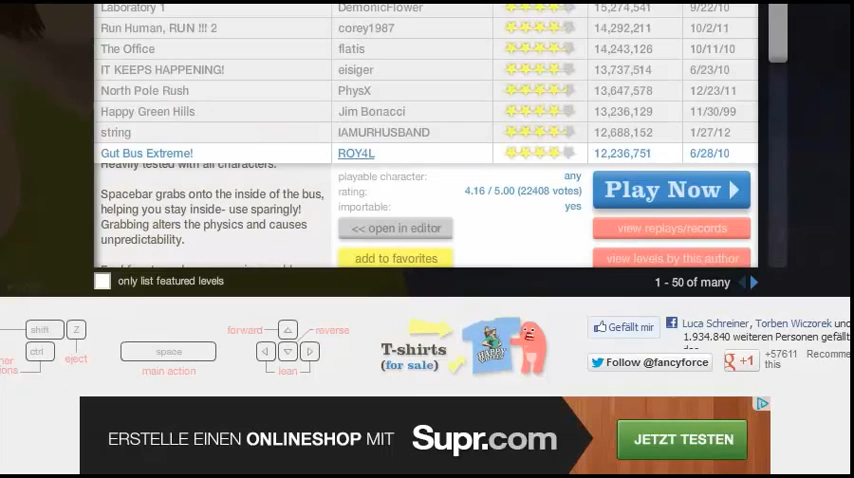 Laboratory 1 DemonicFlower 15,274,541 9/22/10
Run Human, RUN !!! 2 corey1987 14,292,211 10/2/11
The Office flatis 14,243,126 10/11/10
IT KEEPS HAPPENING! eisiger 13,737,514 6/23/10
North Pole Rush PhysX 13,647,578 12/23/11
Happy Green Hills Jim Bonacci 13,236,129 11/30/99
string IAMURHUSBAND 12,688,152 1/27/12
Gut Bus Extreme! ROY4L 12,236,751 6/28/10
Heavily tested with all characters.
Spacebar grabs onto the inside of the bus,
helping you stay inside- use sparingly!
Grabbing alters the physics and causes
unpredictability.
playable character: any
rating: 4.16 / 5.00 (22408 votes)
importable: yes
<< open in editor
add to favorites
Play Now
view replays/records
view levels by this author
only list featured levels
1 - 50 of many
shift Z
ctrl eject
space
main action
forward reverse
lean
T-shirts
(for sale)
HAPPY
Gefällt mir
Luca Schreiner, Torben Wiczorek und
1.934.840 weiteren Personen gefällt
das
Follow @fancyforce
+1
+57611 Recomme
this
ERSTELLE EINEN ONLINESHOP MIT Supr.com
JETZT TESTEN